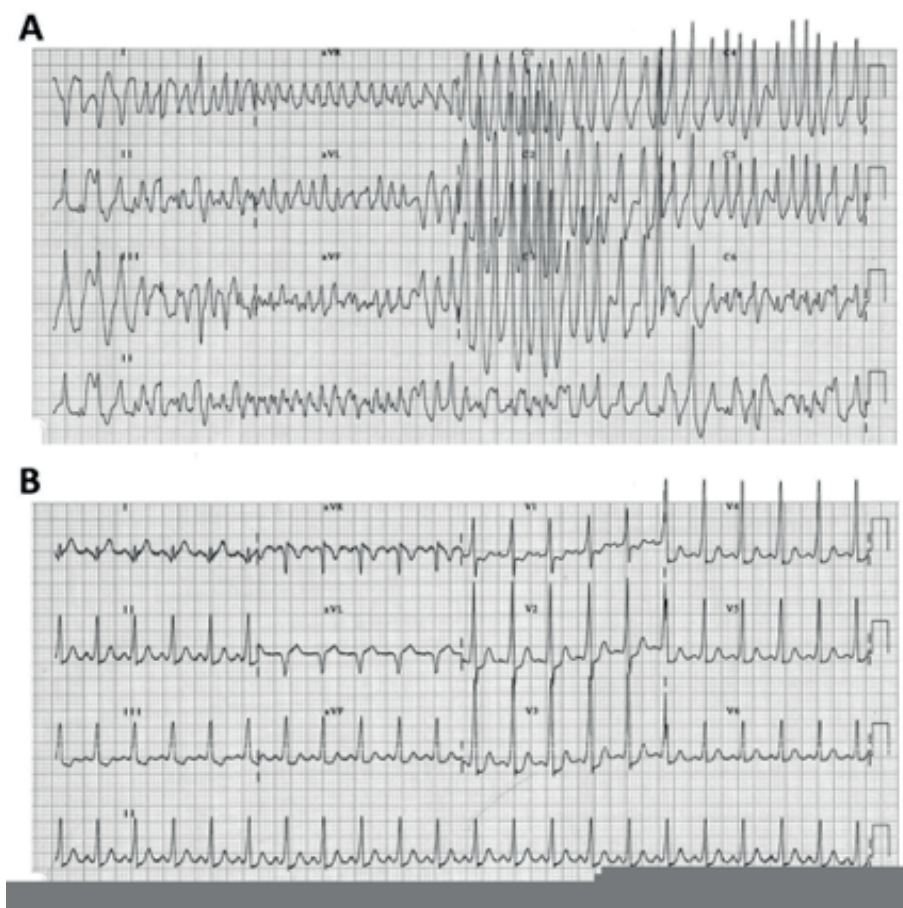 A
I aVR C1 C4
II aVL C2 C5
III aVF C3 C6
II
B
I aVR V1 V4
II aVL V2 V5
III aVF V3 V6
II